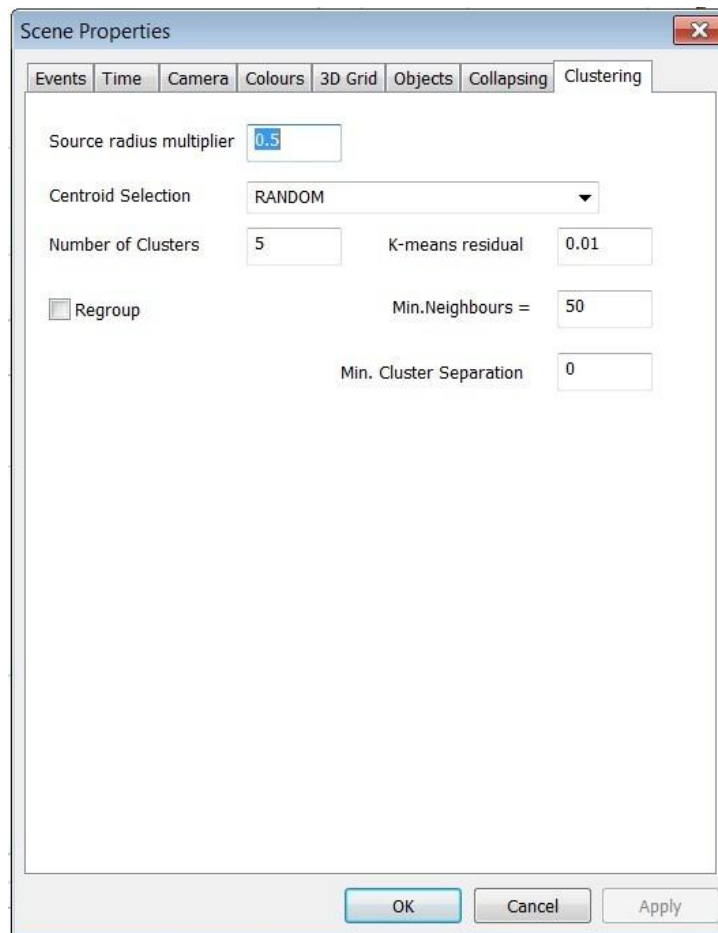 Scene Properties
Events Time Camera Colours 3D Grid Objects Collapsing Clustering
Source radius multiplier 0.5
Centroid Selection RANDOM
Number of Clusters 5 K-means residual 0.01
Regroup Min.Neighbours = 50
Min. Cluster Separation 0
OK Cancel Apply